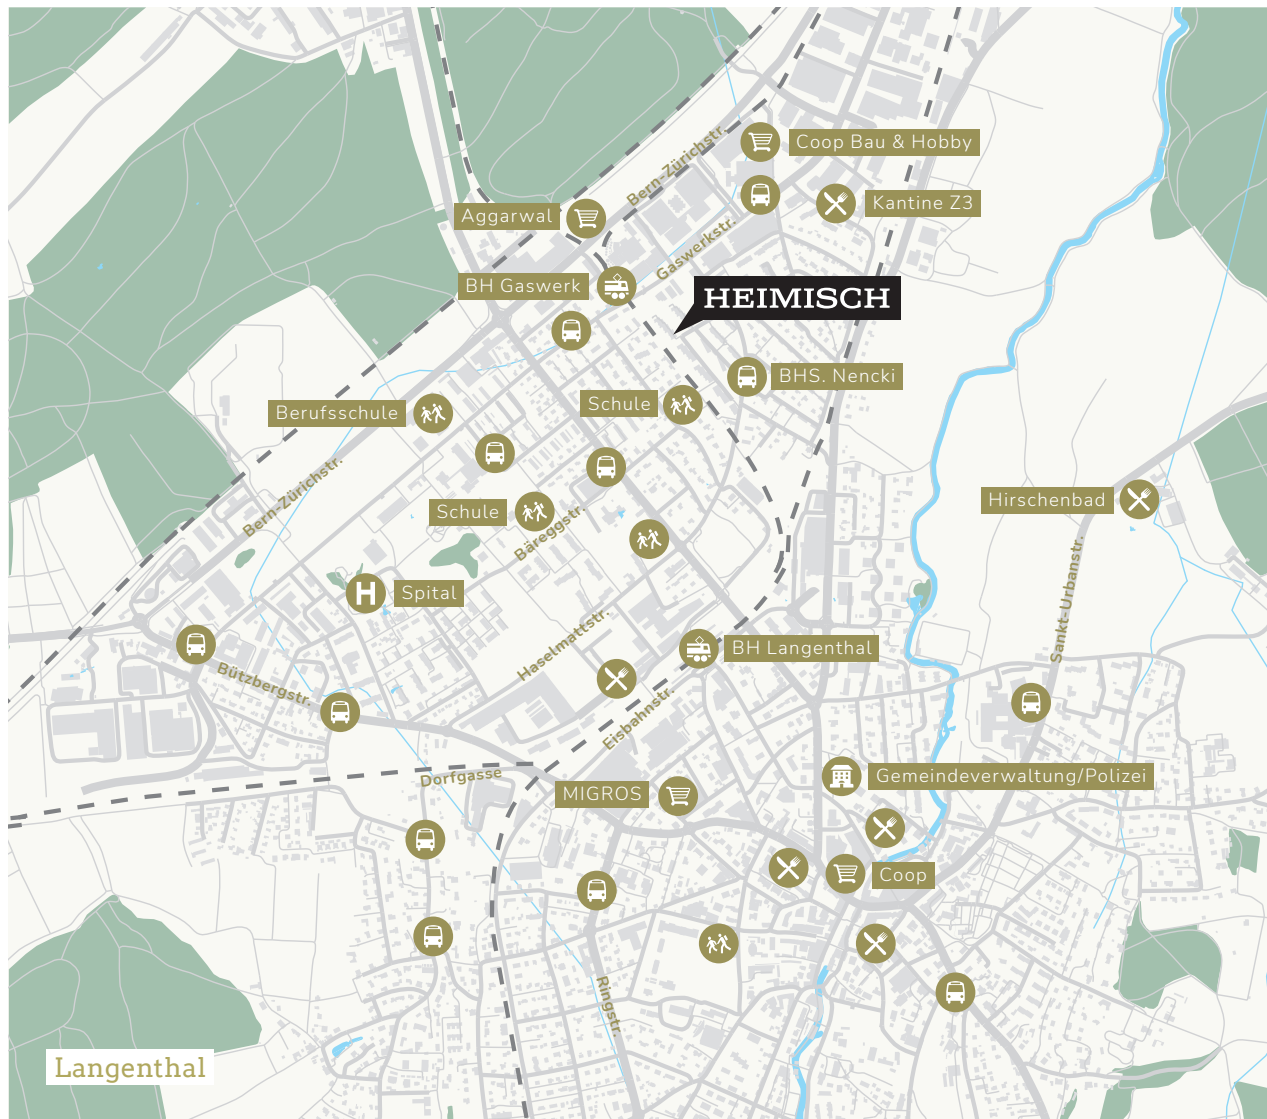 Bern-Zürichstr.
Coop Bau & Hobby
Aggarwal
Kantine Z3
Gaswerkstr.
BH Gaswerk
HEIMISCH
BHS. Nencki
Schule
Berufsschule
Bern-Zürichstr.
Hirschenbad
Schule
Bäreggstr.
H
Spital
Sankt-Urbanstr.
Haselmattstr.
BH Langenthal
Bützbergstr.
Eisbahnstr.
Dorfgasse
Gemeindeverwaltung/Polizei
MIGROS
Coop
Ringstr.
Langenthal